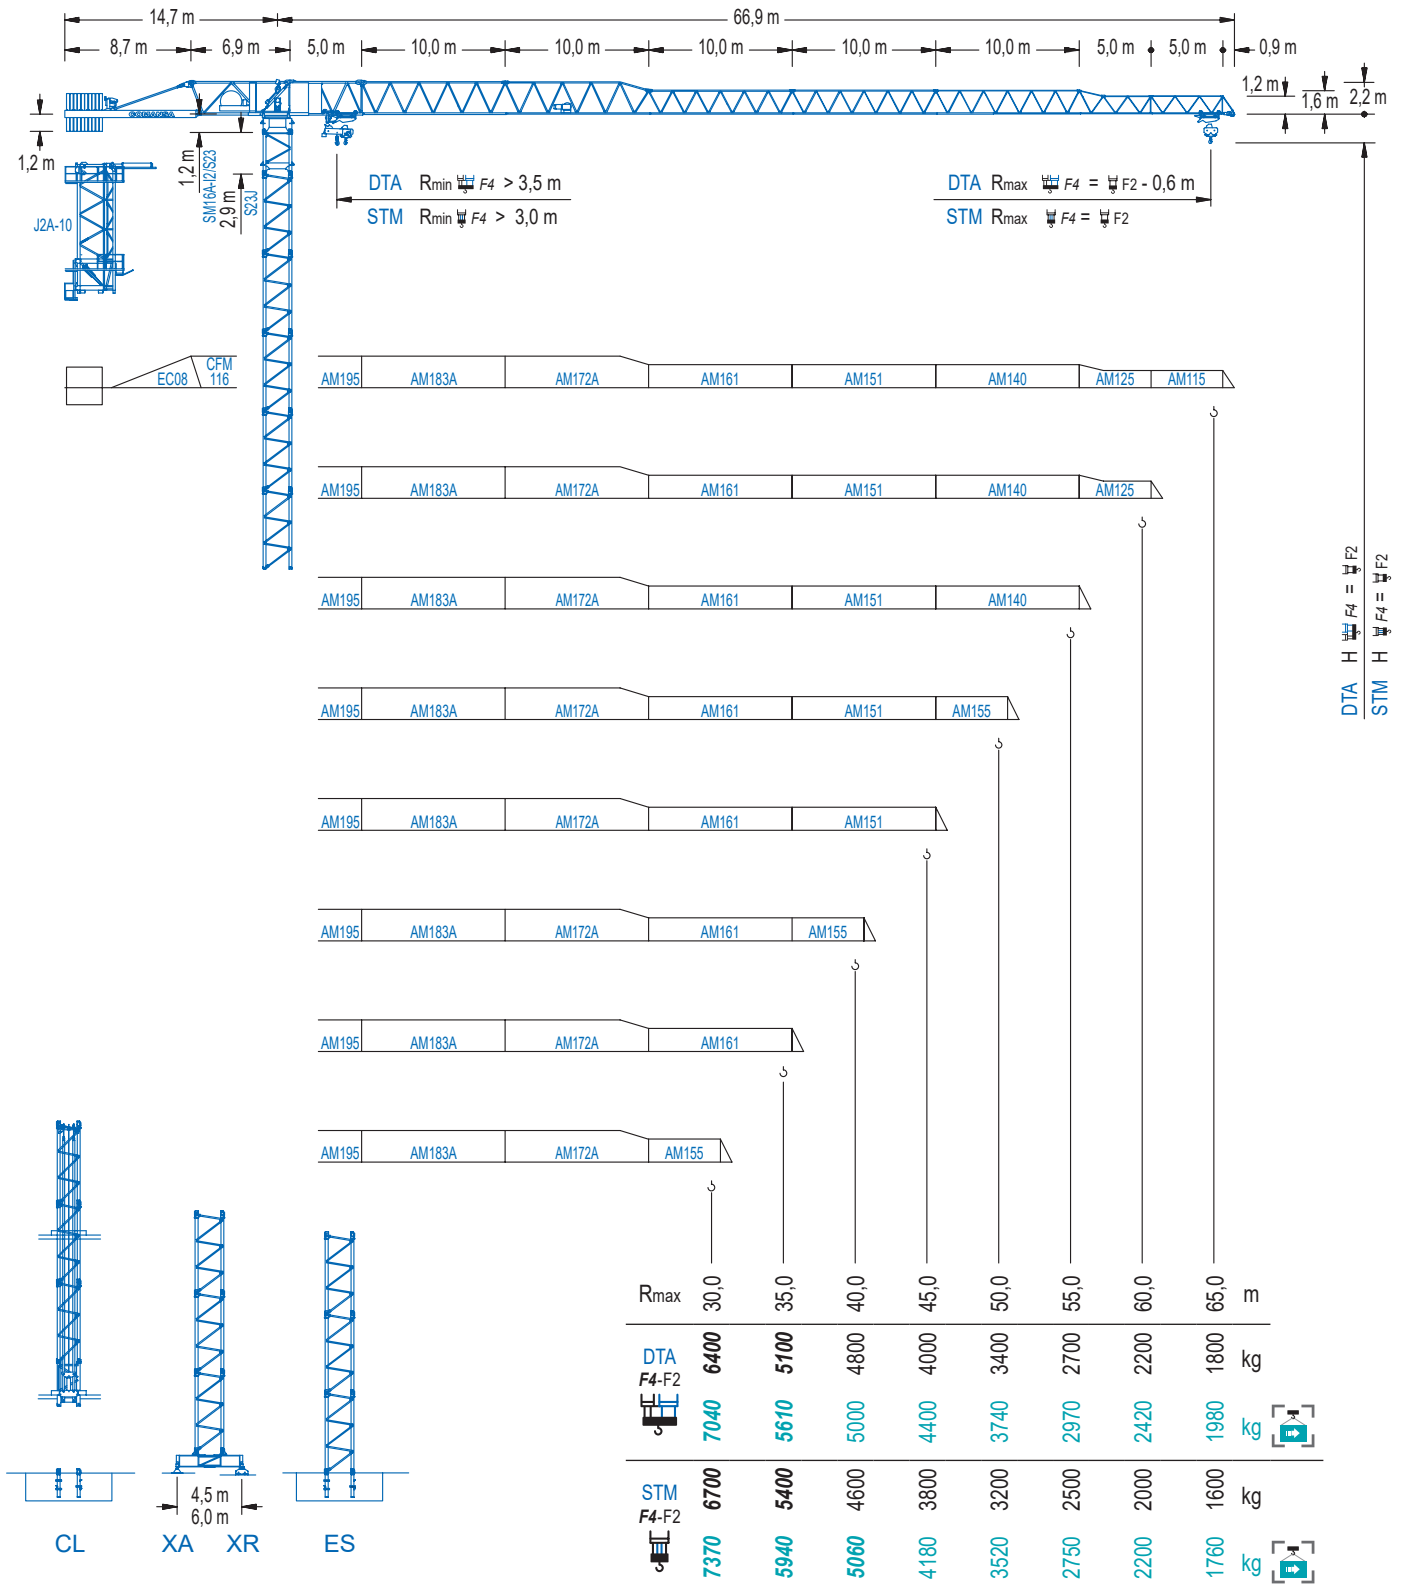 14,7 m 66,9 m
8,7 m 6,9 m 5,0 m 10,0 m 10,0 m 10,0 m 10,0 m 10,0 m 5,0 m 5,0 m 0,9 m
1,2 m 1,6 m 2,2 m
COMANSA
1,2 m
1,2 m
SM16A-I2/S23
2,9 m
S23J
J2A-10
DTA Rmin F4 > 3,5 m
STM Rmin F4 > 3,0 m
DTA Rmax F4 = F2 - 0,6 m
STM Rmax F4 = F2
EC08 CFM 116
AM195 AM183A AM172A AM161 AM151 AM140 AM125 AM115
AM195 AM183A AM172A AM161 AM151 AM140 AM125
AM195 AM183A AM172A AM161 AM151 AM140
AM195 AM183A AM172A AM161 AM151 AM155
AM195 AM183A AM172A AM161 AM151
AM195 AM183A AM172A AM161 AM155
AM195 AM183A AM172A AM161
AM195 AM183A AM172A AM155
DTA H F4 = F2
STM H F4 = F2
Rmax 30,0 35,0 40,0 45,0 50,0 55,0 60,0 65,0 m
DTA 6400 5100 4800 4000 3400 2700 2200 1800 kg
F4-F2
7040 5610 5000 4400 3740 2970 2420 1980 kg
STM 6700 5400 4600 3800 3200 2500 2000 1600 kg
F4-F2
7370 5940 5060 4180 3520 2750 2200 1760 kg
4,5 m
6,0 m
CL XA XR ES